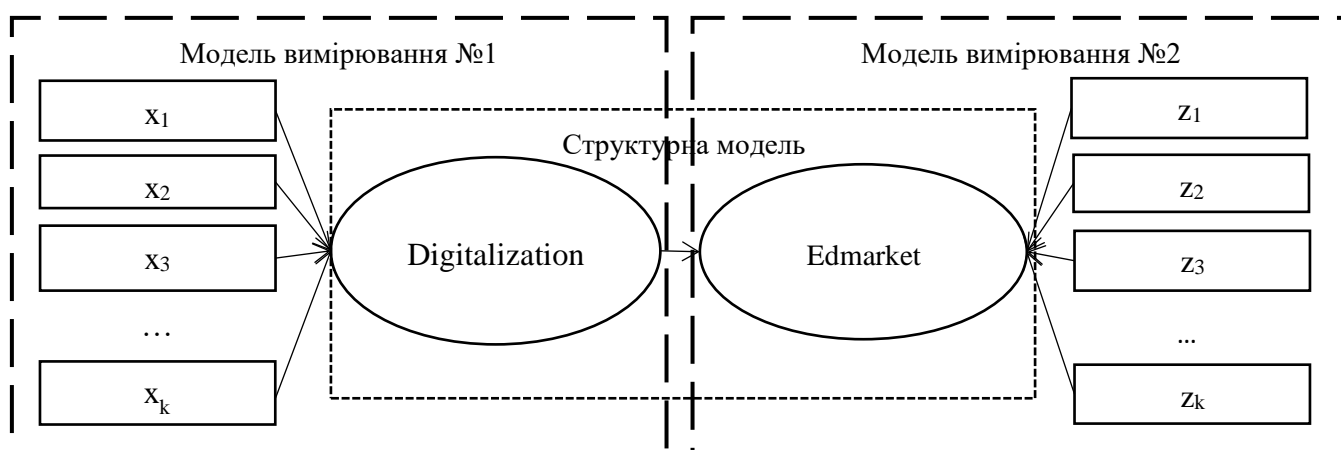 Модель вимірювання №1
x1
x2
x3
…
xk
Структурна модель
Digitalization
Edmarket
Модель вимірювання №2
z1
z2
z3
...
zk